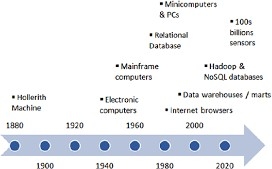 ▪ Minicomputers
& PCs
▪ 100s
billions
sensors
▪ Relational
Database
▪ Mainframe
computers
▪ Hadoop &
NoSQL databases
▪ Hollerith
Machine
▪ Electronic
computers
▪ Data warehouses / marts
▪ Internet browsers
1880
1920
1960
2000
1900
1940
1980
2020